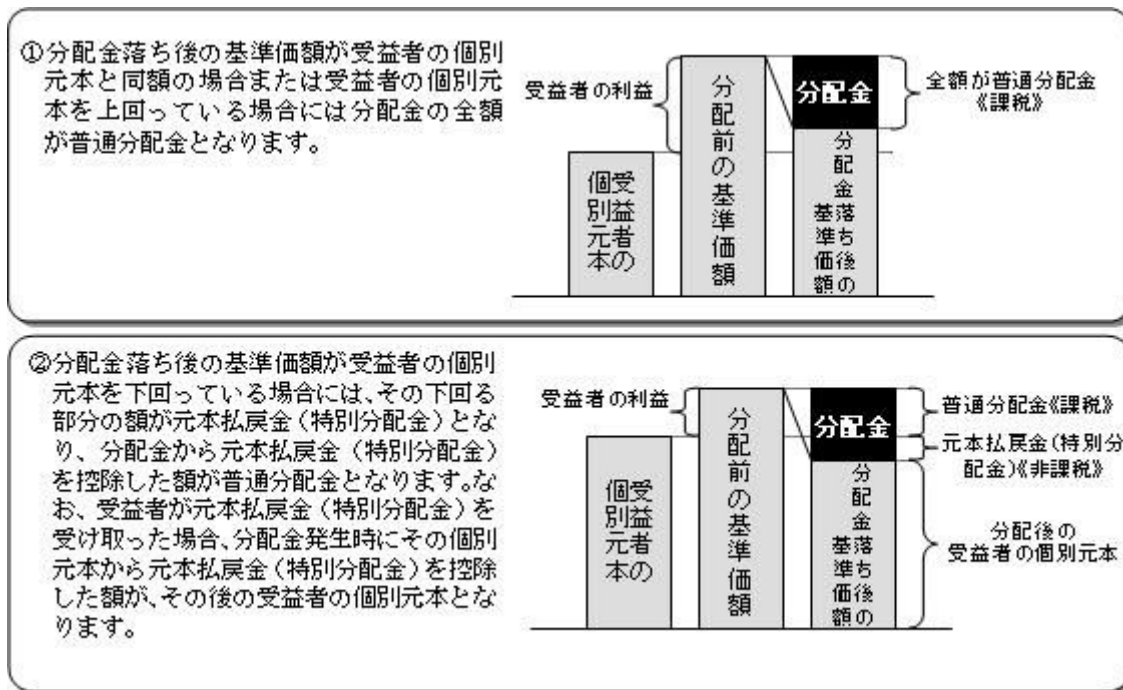 ①分配金落ち後の基準価額が受益者の個別
元本と同額の場合または受益者の個別元
本を上回っている場合には分配金の全額
が普通分配金となります。
受益者の利益
受益者の
個別元本
分配前の基準価額
分配金
分配金落ち後の
基準価額
全額が普通分配金
《課税》
②分配金落ち後の基準価額が受益者の個別
元本を下回っている場合には、その下回る
部分の額が元本払戻金（特別分配金）とな
り、分配金から元本払戻金（特別分配金）
を控除した額が普通分配金となります。な
お、受益者が元本払戻金（特別分配金）を
受け取った場合、分配金発生時にその個別
元本から元本払戻金（特別分配金）を控除
した額が、その後の受益者の個別元本とな
ります。
受益者の利益
受益者の
個別元本
分配前の基準価額
分配金
分配金落ち後の
基準価額
普通分配金《課税》
元本払戻金（特別分
配金）《非課税》
分配後の
受益者の個別元本